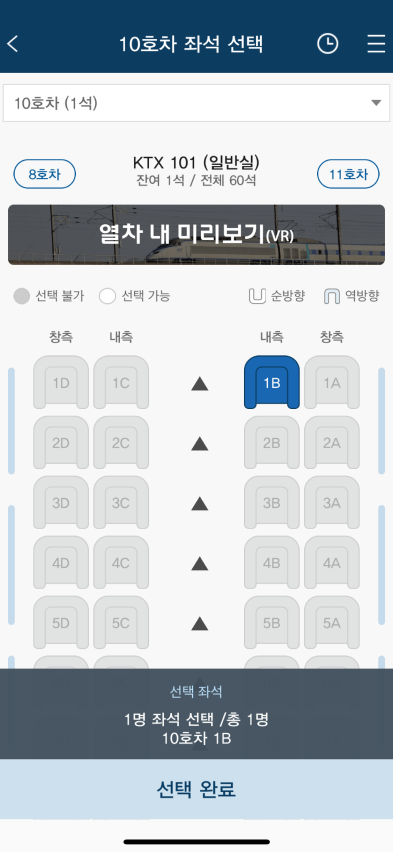 10호차 좌석 선택
10호차 (1석)
8호차
KTX 101 (일반실)
잔여 1석 / 전체 60석
11호차
열차 내 미리보기(VR)
선택 불가 선택 가능 순방향 역방향
창측 내측 내측 창측
1D 1C 1B 1A
2D 2C 2B 2A
3D 3C 3B 3A
4D 4C 4B 4A
5D 5C 5B 5A
선택 좌석
1명 좌석 선택 /총 1명
10호차 1B
선택 완료